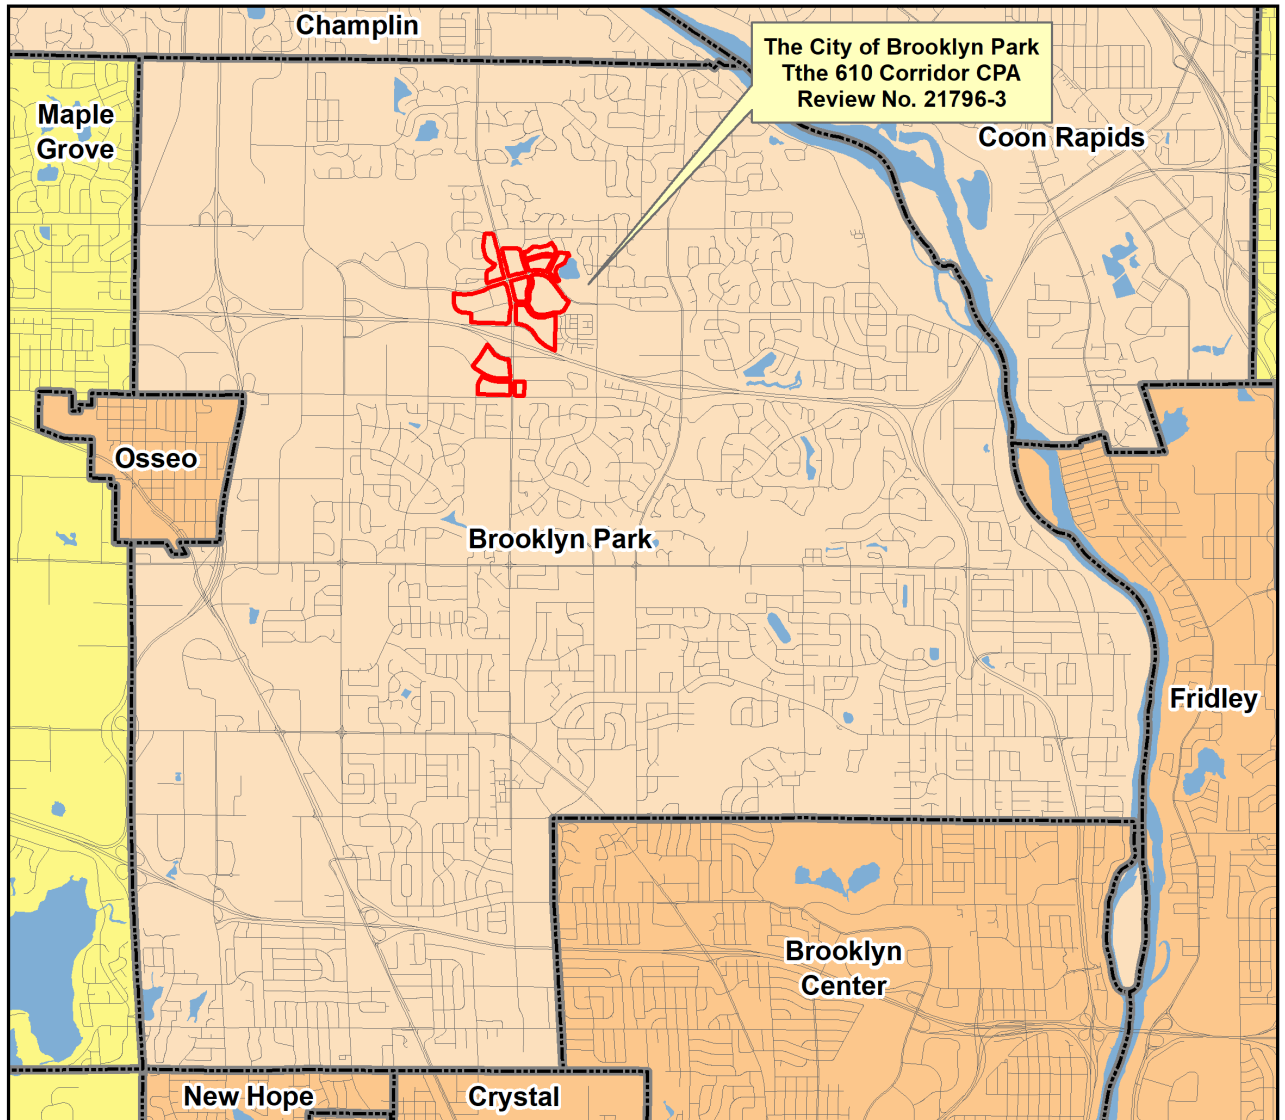 Champlin
The City of Brooklyn Park
Tthe 610 Corridor CPA
Review No. 21796-3
Maple
Grove
Coon Rapids
Osseo
Brooklyn Park
Fridley
Brooklyn
Center
New Hope
Crystal